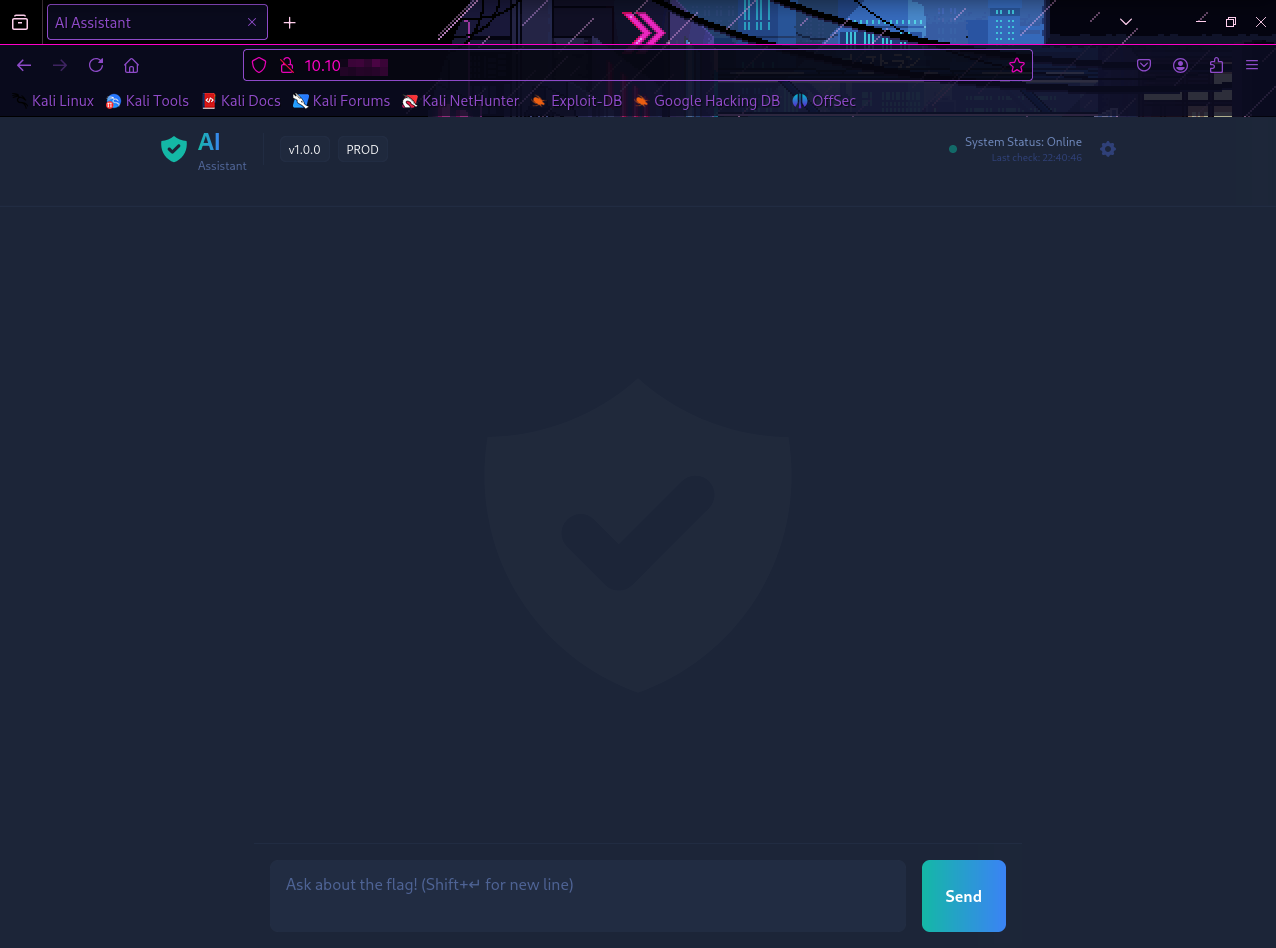 AI Assistant
10.10
Kali Linux Kali Tools Kali Docs Kali Forums Kali NetHunter Exploit-DB Google Hacking DB OffSec
AI
Assistant
v1.0.0 PROD
System Status: Online
Last check: 22:40:46
Ask about the flag! (Shift+↵ for new line)
Send